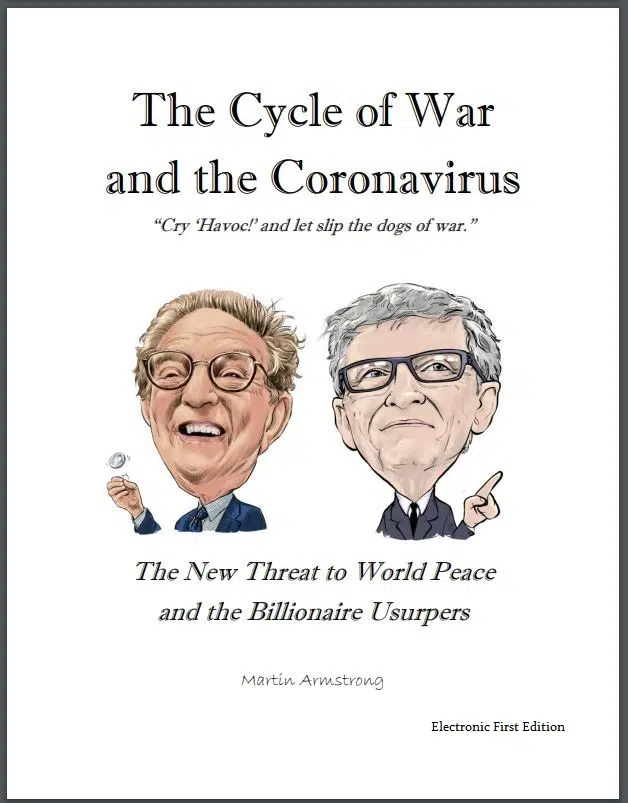 The Cycle of War
and the Coronavirus
“Cry ‘Havoc!’ and let slip the dogs of war.”
The New Threat to World Peace
and the Billionaire Usurpers
Martin Armstrong
Electronic First Edition